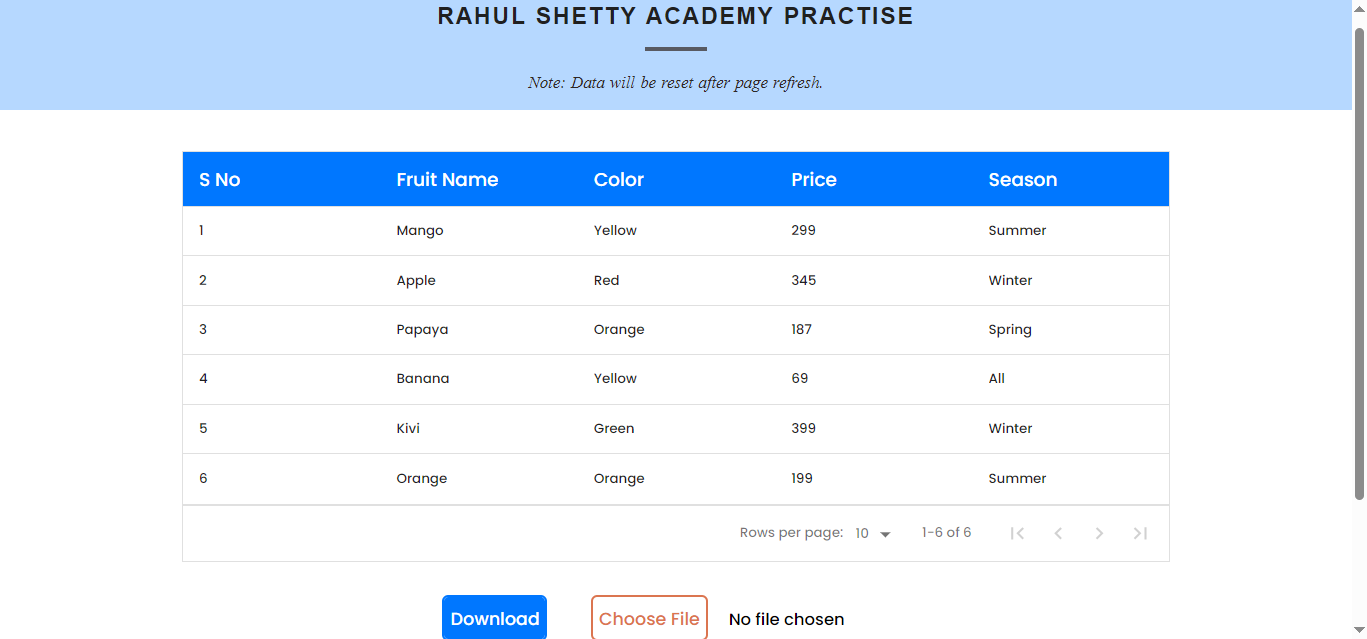 RAHUL SHETTY ACADEMY PRACTISE
Note: Data will be reset after page refresh.
S No Fruit Name Color Price Season
1 Mango Yellow 299 Summer
2 Apple Red 345 Winter
3 Papaya Orange 187 Spring
4 Banana Yellow 69 All
5 Kivi Green 399 Winter
6 Orange Orange 199 Summer
Rows per page: 10 1-6 of 6
Download Choose File No file chosen